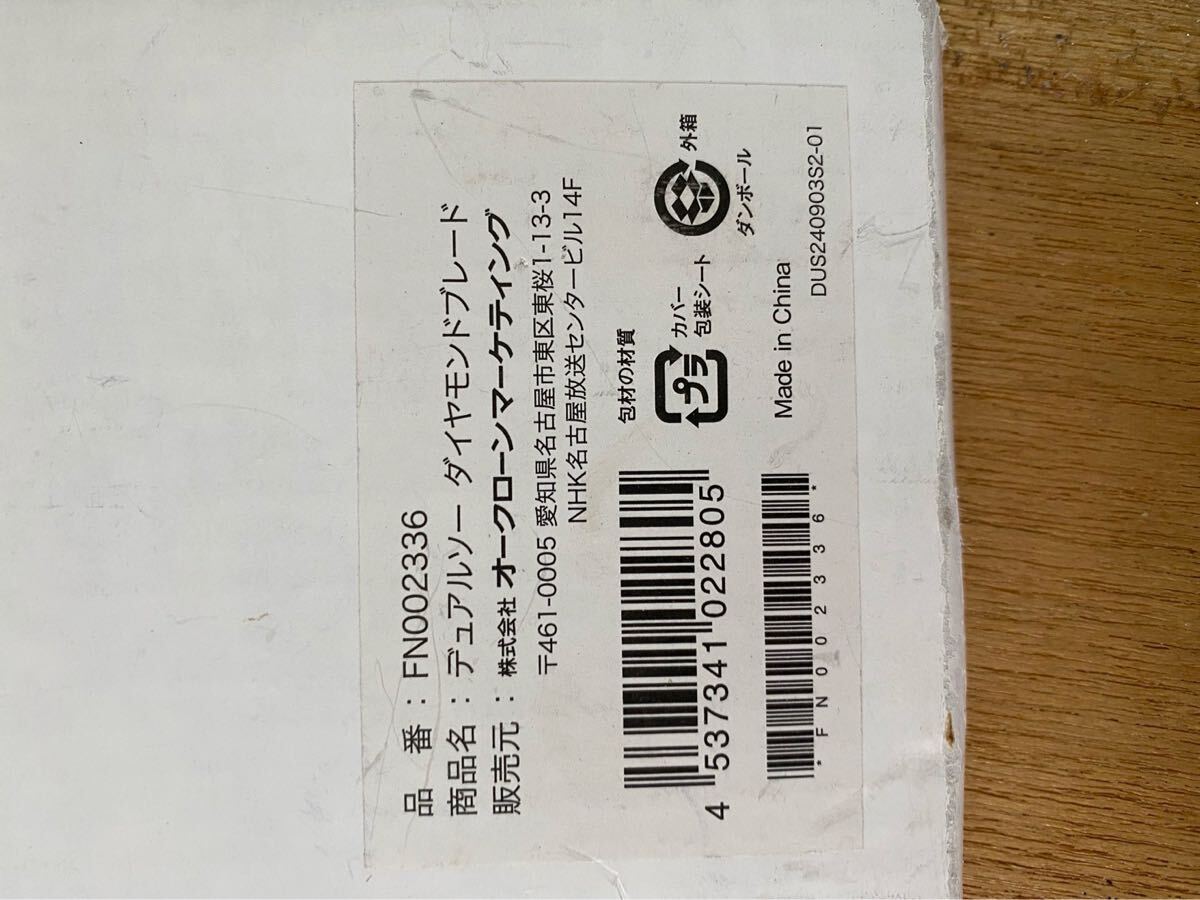 品　番：FN002336
商品名：デュアルソー ダイヤモンドブレード
販売元：株式会社 オークローンマーケティング
〒461-0005 愛知県名古屋市東区東桜1-13-3
NHK名古屋放送センタービル14F
包材の材質
プラ
カバー
包装シート
外箱
ダンボール
4 537341 022805
Made in China
*FN002336*
DUS240903S2-01